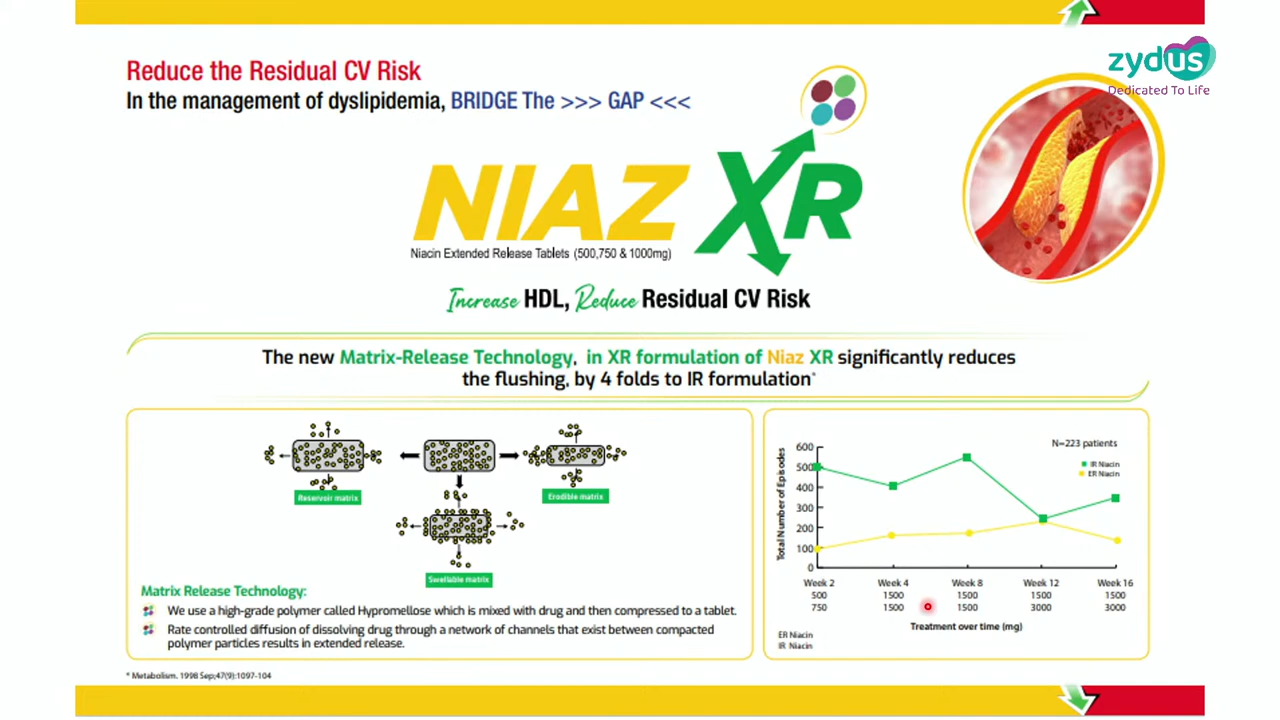 zydus
Dedicated To Life
Reduce the Residual CV Risk
In the management of dyslipidemia, BRIDGE The >>> GAP <<<
NIAZ XR
Niacin Extended Release Tablets (500,750 & 1000mg)
Increase HDL, Reduce Residual CV Risk
The new Matrix-Release Technology, in XR formulation of Niaz XR significantly reduces
the flushing, by 4 folds to IR formulation*
Reservoir matrix
Erodible matrix
Swellable matrix
Matrix Release Technology:
We use a high-grade polymer called Hypromellose which is mixed with drug and then compressed to a tablet.
Rate controlled diffusion of dissolving drug through a network of channels that exist between compacted
polymer particles results in extended release.
N=223 patients
IR Niacin
ER Niacin
Total Number of Episodes
600
500
400
300
200
100
0
Week 2 Week 4 Week 8 Week 12 Week 16
500 1500 1500 1500 1500
750 1500 1500 3000 3000
Treatment over time (mg)
ER Niacin
IR Niacin
* Metabolism. 1998 Sep;47(9):1097-104